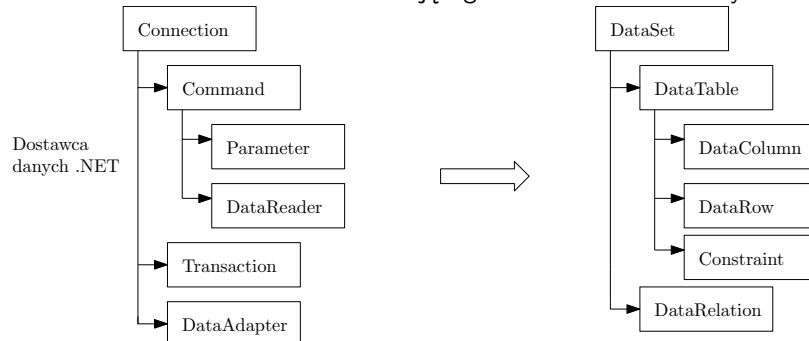 Connection
Command
Parameter
DataReader
Transaction
DataAdapter
Dostawca
danych .NET
DataSet
DataTable
DataColumn
DataRow
Constraint
DataRelation